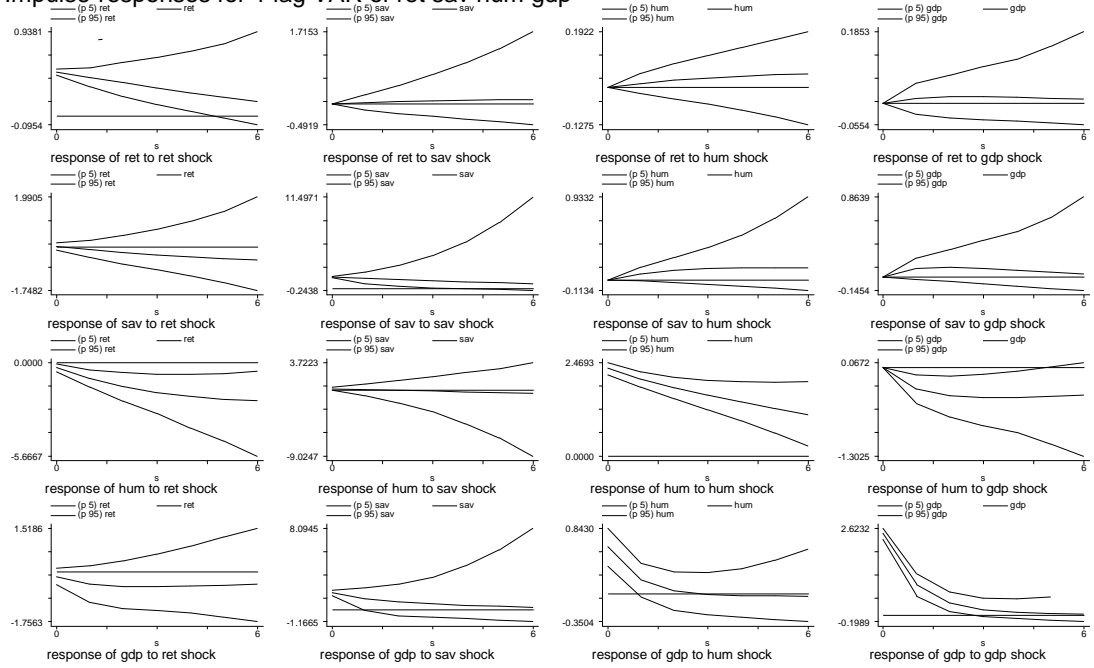 Impulse responses for 1 lag VAR of ret sav hum gdp
(p 5) ret ret
(p 95) ret
0.9381
-0.0954
0 6
s
response of ret to ret shock
(p 5) sav sav
(p 95) sav
1.7153
-0.4919
0 6
s
response of ret to sav shock
(p 5) hum hum
(p 95) hum
0.1922
-0.1275
0 6
s
response of ret to hum shock
(p 5) gdp gdp
(p 95) gdp
0.1853
-0.0554
0 6
s
response of ret to gdp shock
(p 5) ret ret
(p 95) ret
1.9905
-1.7482
0 6
s
response of sav to ret shock
(p 5) sav sav
(p 95) sav
11.4971
-0.2438
0 6
s
response of sav to sav shock
(p 5) hum hum
(p 95) hum
0.9332
-0.1134
0 6
s
response of sav to hum shock
(p 5) gdp gdp
(p 95) gdp
0.8639
-0.1454
0 6
s
response of sav to gdp shock
(p 5) ret ret
(p 95) ret
0.0000
-5.6667
0 6
s
response of hum to ret shock
(p 5) sav sav
(p 95) sav
3.7223
-9.0247
0 6
s
response of hum to sav shock
(p 5) hum hum
(p 95) hum
2.4693
0.0000
0 6
s
response of hum to hum shock
(p 5) gdp gdp
(p 95) gdp
0.0672
-1.3025
0 6
s
response of hum to gdp shock
(p 5) ret ret
(p 95) ret
1.5186
-1.7563
0 6
s
response of gdp to ret shock
(p 5) sav sav
(p 95) sav
8.0945
-1.1665
0 6
s
response of gdp to sav shock
(p 5) hum hum
(p 95) hum
0.8430
-0.3504
0 6
s
response of gdp to hum shock
(p 5) gdp gdp
(p 95) gdp
2.6232
-0.1989
0 6
s
response of gdp to gdp shock